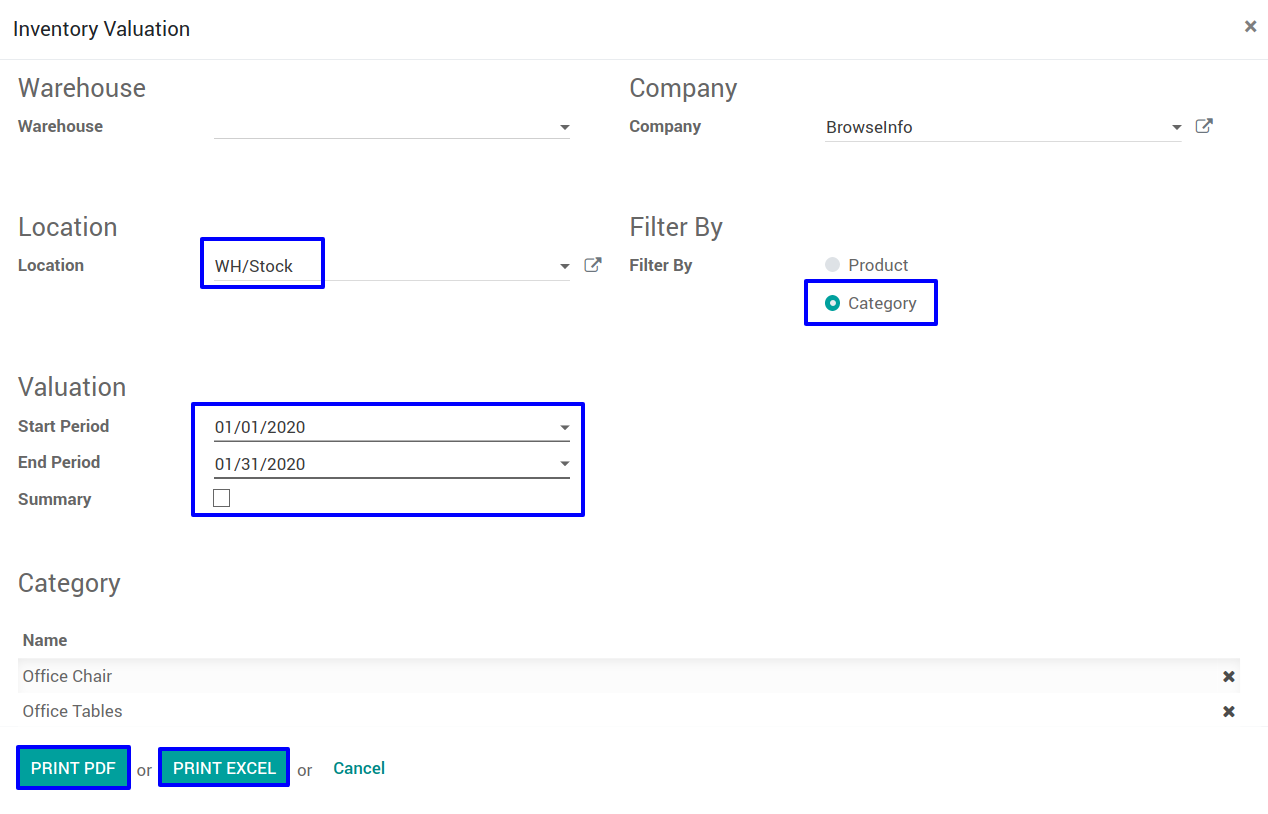 Inventory Valuation
Warehouse
Warehouse
Company
Company BrowseInfo
Location
Location WH/Stock
Filter By
Filter By Product
Category
Valuation
Start Period 01/01/2020
End Period 01/31/2020
Summary
Category
Name
Office Chair
Office Tables
PRINT PDF or PRINT EXCEL or Cancel